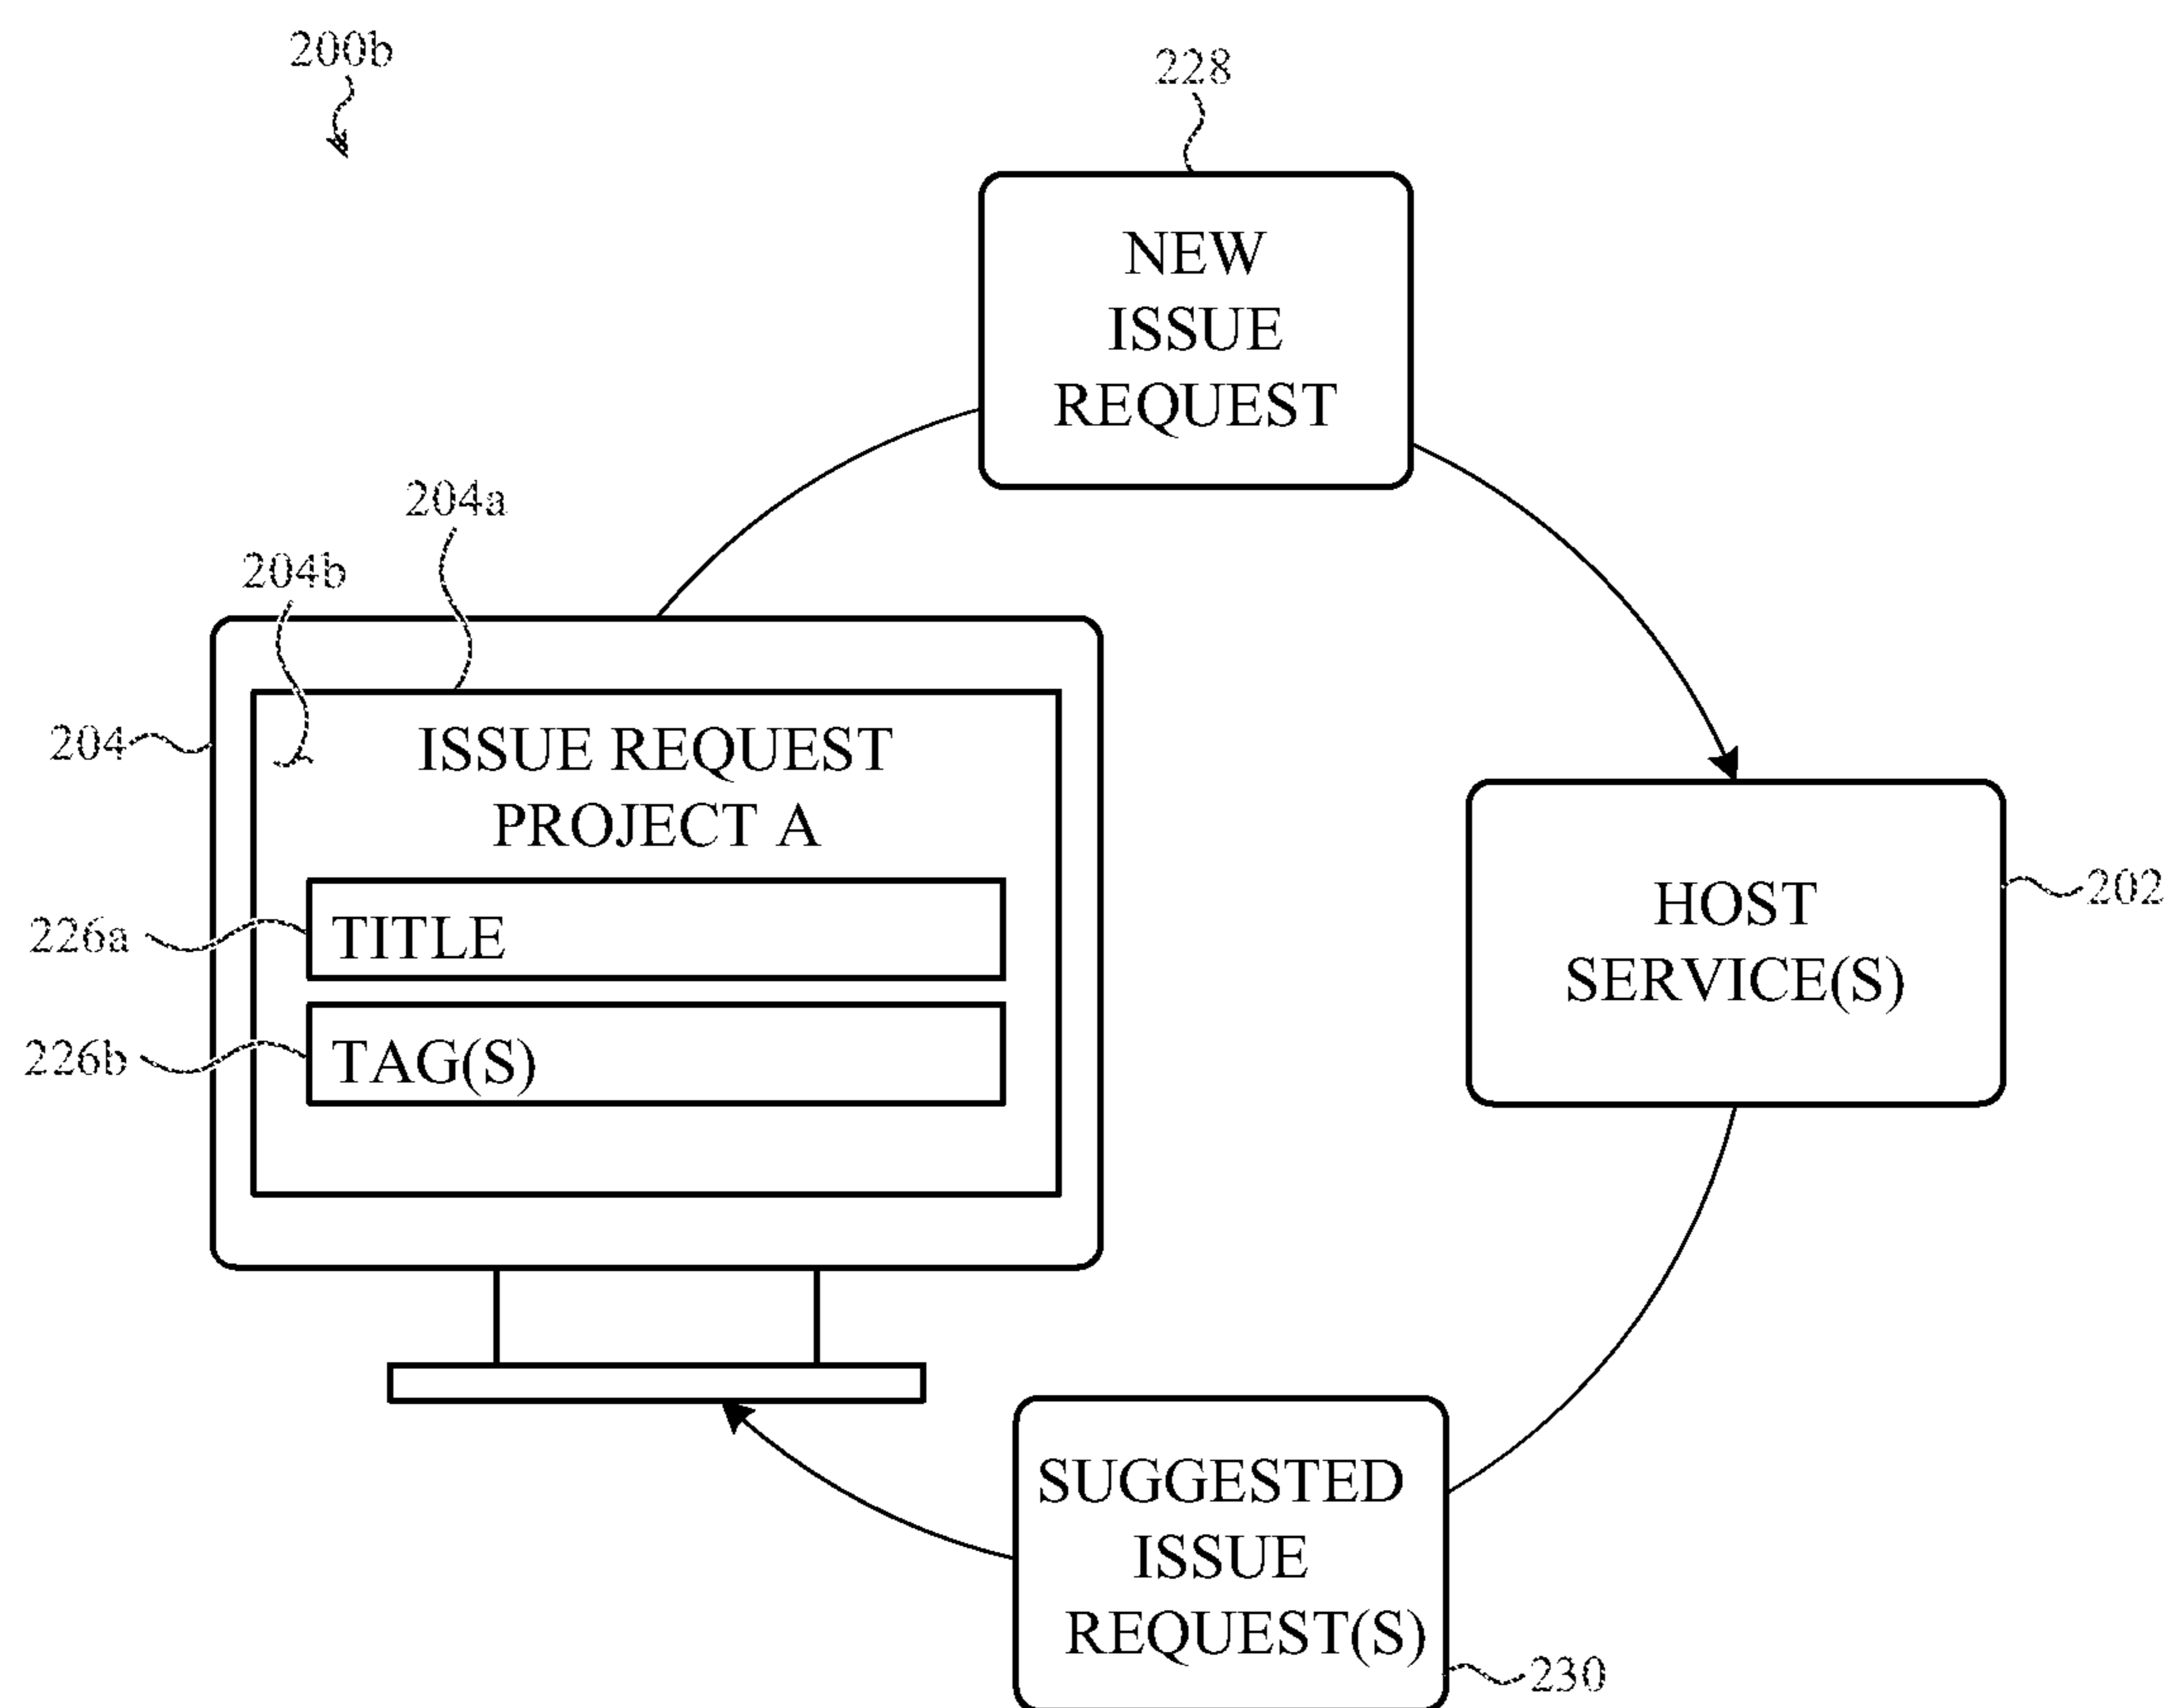 200b
228
NEW
ISSUE
REQUEST
204a
204b
204
ISSUE REQUEST
PROJECT A
226a
TITLE
226b
TAG(S)
HOST
SERVICE(S)
202
SUGGESTED
ISSUE
REQUEST(S)
230